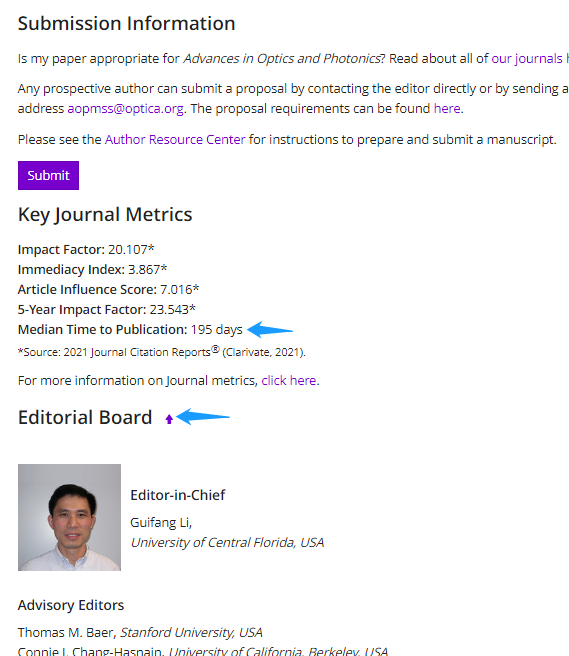 Submission Information
Is my paper appropriate for Advances in Optics and Photonics? Read about all of our journals
Any prospective author can submit a proposal by contacting the editor directly or by sending a
address aopmss@optica.org. The proposal requirements can be found here.
Please see the Author Resource Center for instructions to prepare and submit a manuscript.
Submit
Key Journal Metrics
Impact Factor: 20.107*
Immediacy Index: 3.867*
Article Influence Score: 7.016*
5-Year Impact Factor: 23.543*
Median Time to Publication: 195 days
*Source: 2021 Journal Citation Reports® (Clarivate, 2021).
For more information on Journal metrics, click here.
Editorial Board
Editor-in-Chief
Guifang Li,
University of Central Florida, USA
Advisory Editors
Thomas M. Baer, Stanford University, USA
Connie J. Chang-Hasnain, University of California, Berkeley, USA